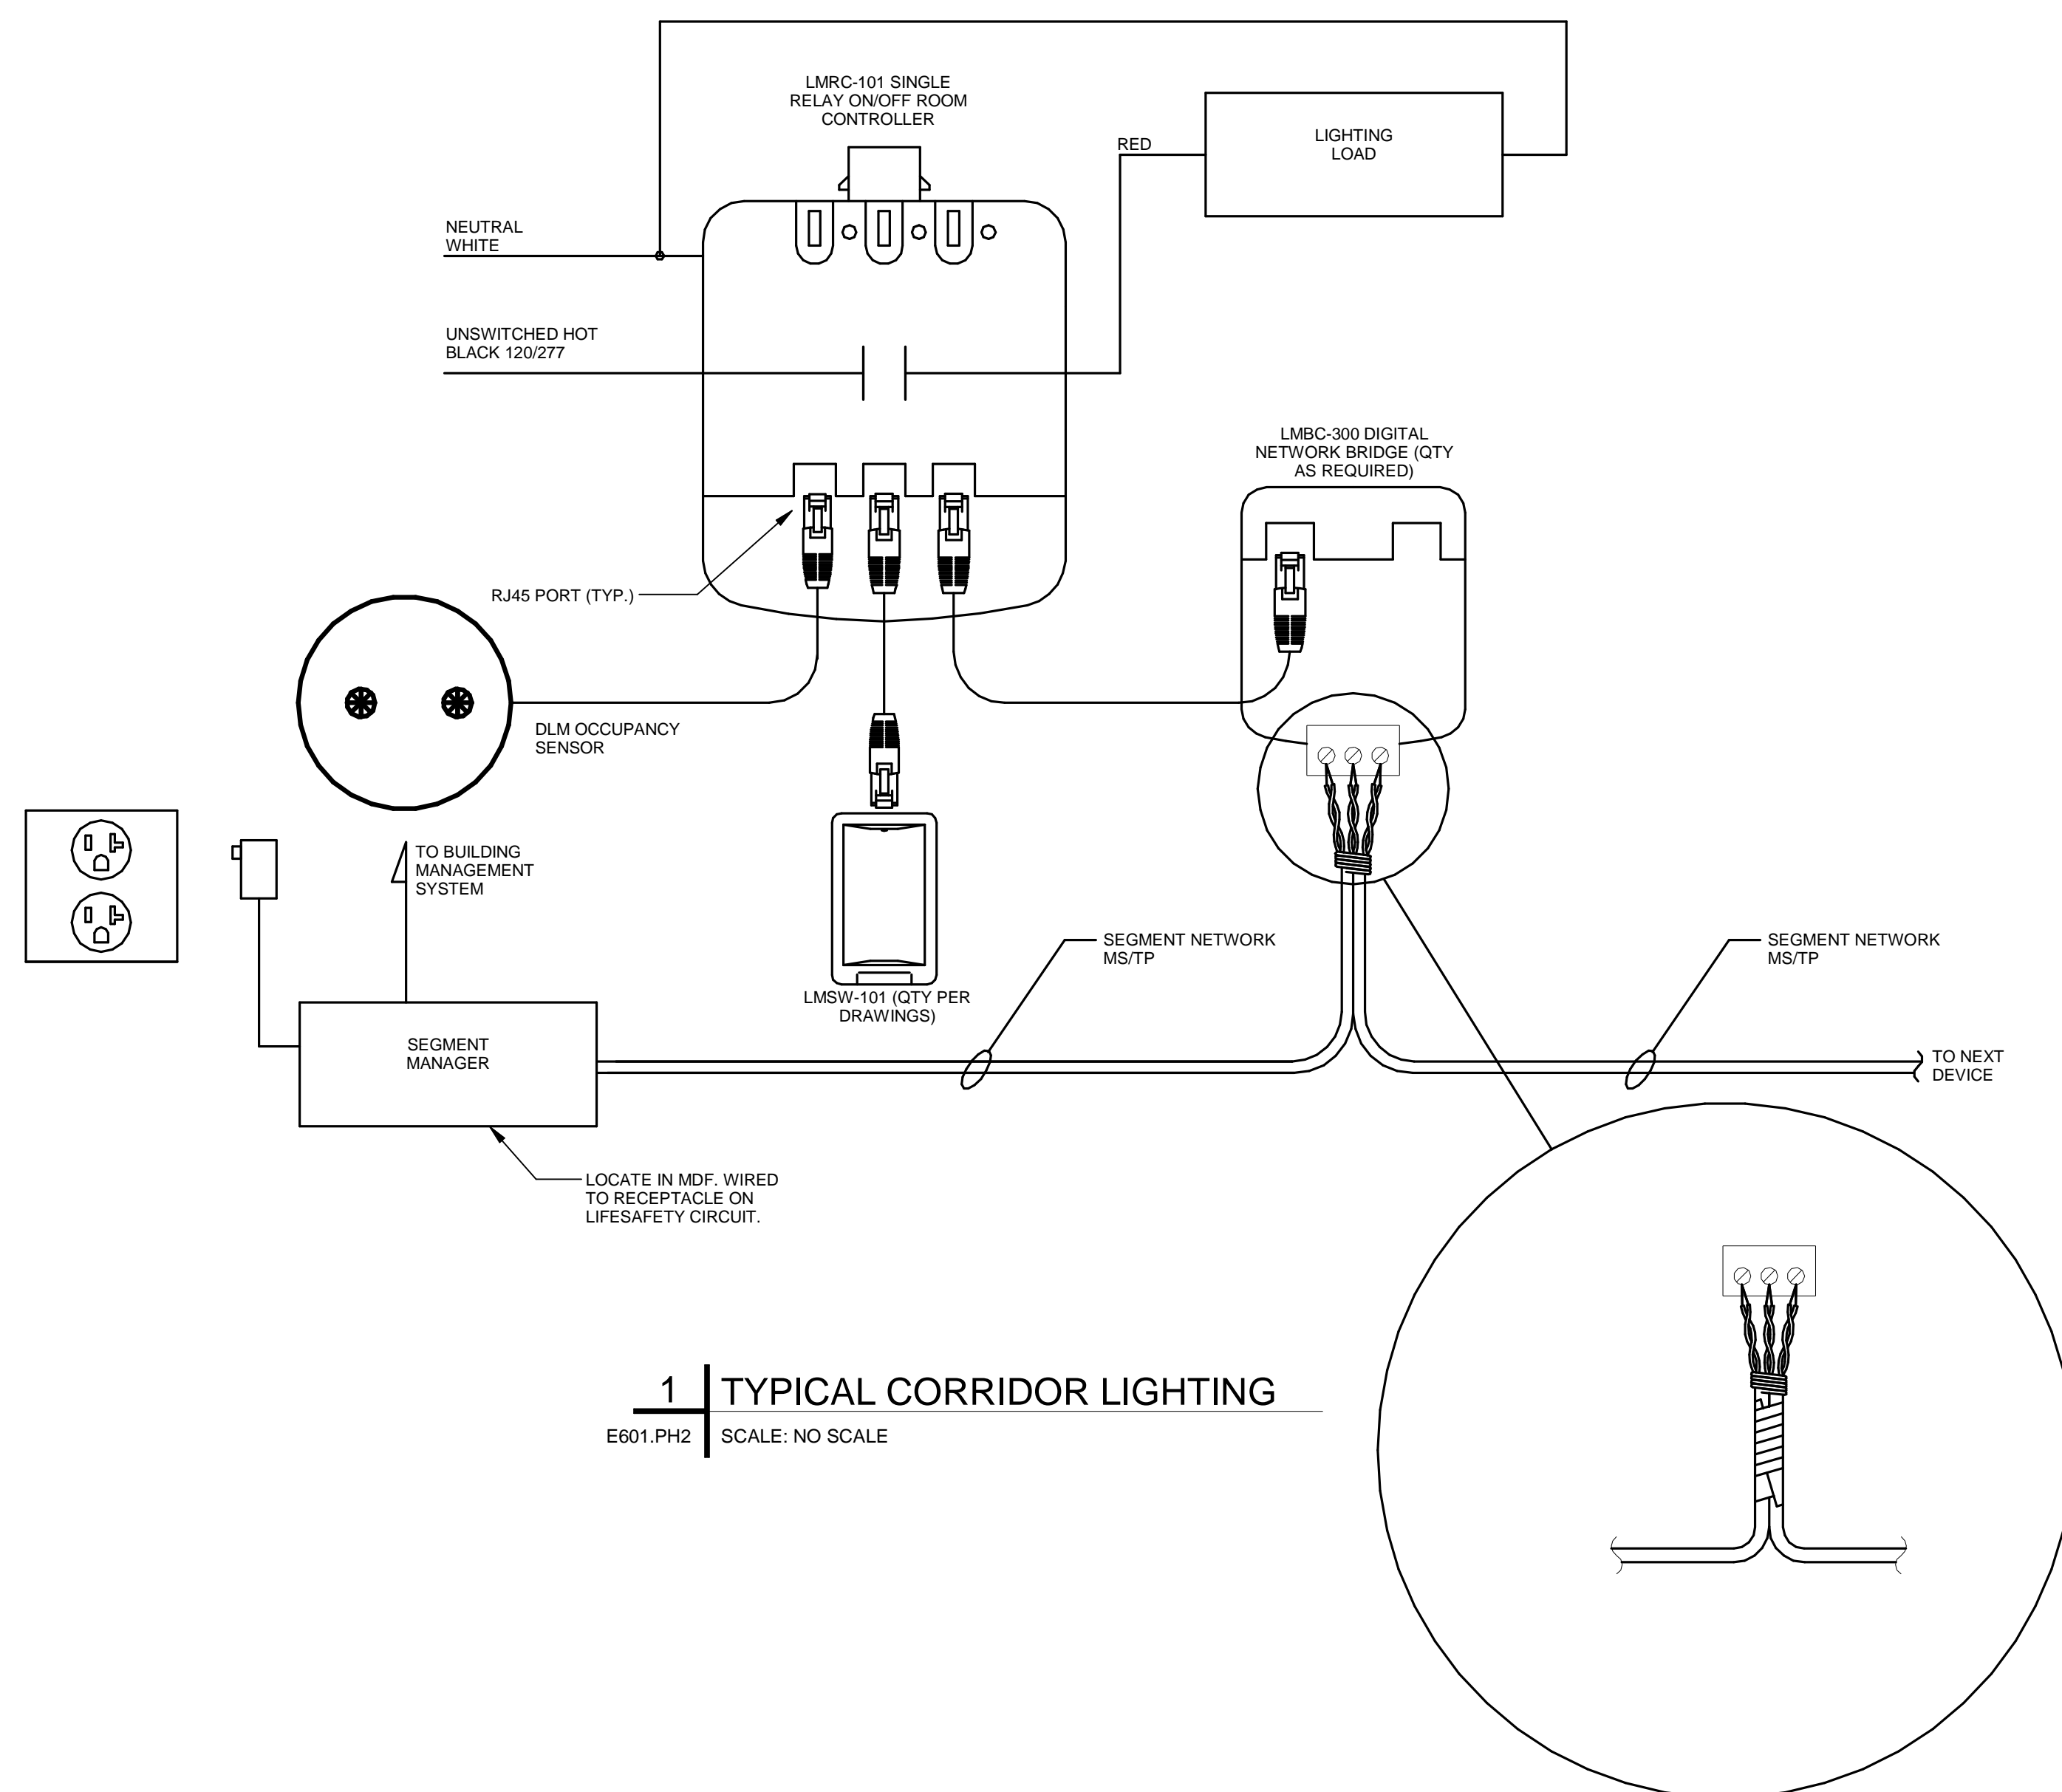 LMRC-101 SINGLE
RELAY ON/OFF ROOM
CONTROLLER
RED
LIGHTING
LOAD
NEUTRAL
WHITE
UNSWITCHED HOT
BLACK 120/277
LMBC-300 DIGITAL
NETWORK BRIDGE (QTY
AS REQUIRED)
RJ45 PORT (TYP.)
DLM OCCUPANCY
SENSOR
TO BUILDING
MANAGEMENT
SYSTEM
SEGMENT NETWORK
MS/TP
SEGMENT NETWORK
MS/TP
LMSW-101 (QTY PER
DRAWINGS)
SEGMENT
MANAGER
TO NEXT
DEVICE
LOCATE IN MDF. WIRED
TO RECEPTACLE ON
LIFESAFETY CIRCUIT.
1 TYPICAL CORRIDOR LIGHTING
E601.PH2 SCALE: NO SCALE